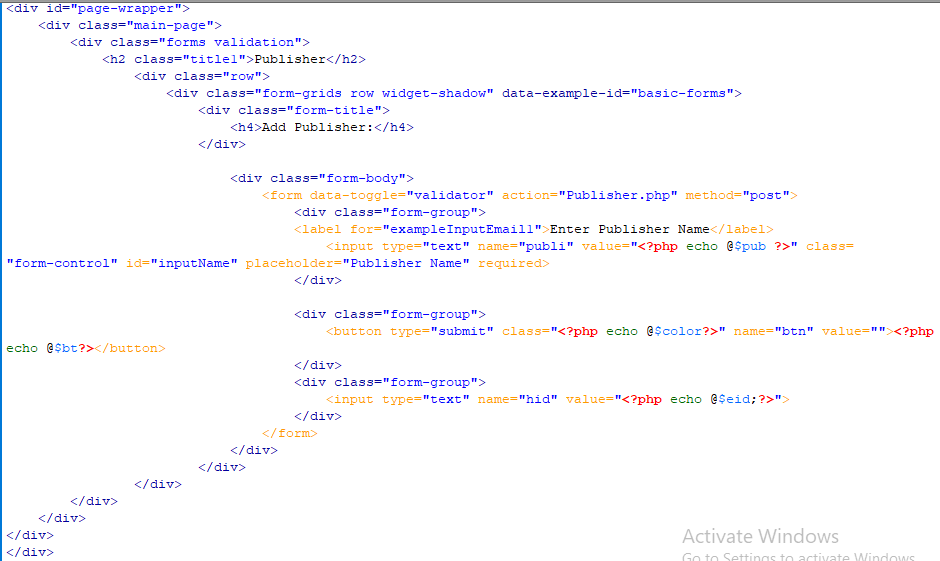 <div id="page-wrapper">
<div class="main-page">
<div class="forms validation">
<h2 class="title1">Publisher</h2>
<div class="row">
<div class="form-grids row widget-shadow" data-example-id="basic-forms">
<div class="form-title">
<h4>Add Publisher:</h4>
</div>
<div class="form-body">
<form data-toggle="validator" action="Publisher.php" method="post">
<div class="form-group">
<label for="exampleInputEmail1">Enter Publisher Name</label>
<input type="text" name="publi" value="<?php echo @$pub ?>" class=
"form-control" id="inputName" placeholder="Publisher Name" required>
</div>
<div class="form-group">
<button type="submit" class="<?php echo @$color?>" name="btn" value=""><?php
echo @$bt?></button>
</div>
<div class="form-group">
<input type="text" name="hid" value="<?php echo @$eid;?>">
</div>
</form>
</div>
</div>
</div>
</div>
</div>
</div>
</div>
Activate Windows
Go to Settings to activate Windows.